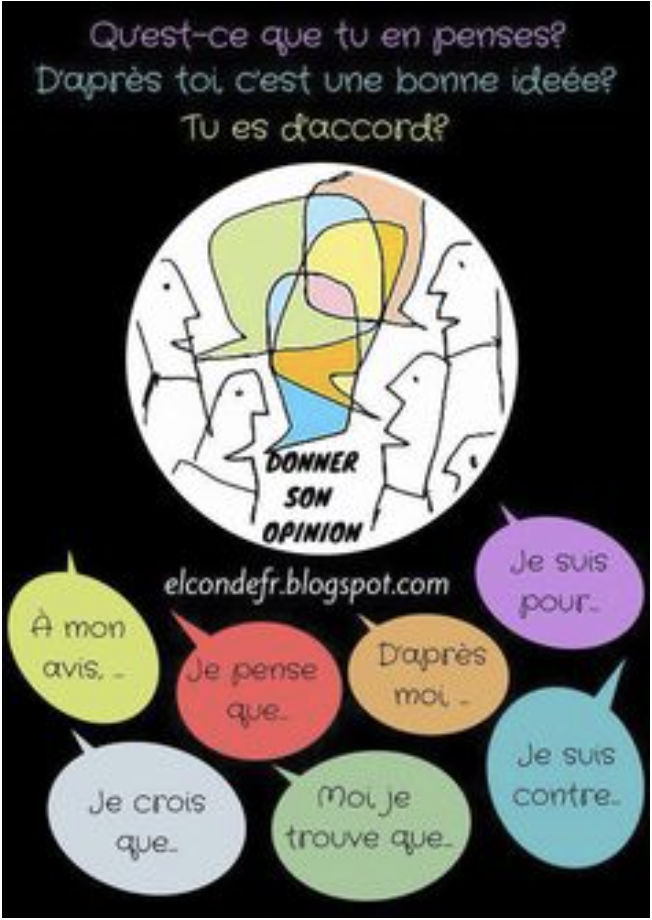 Qu'est-ce que tu en penses?
D'après toi, c'est une bonne ideée?
Tu es d'accord?
DONNER
SON
OPINION
elcondefr.blogspot.com
Je suis
pour...
À mon
avis, ...
Je pense
que...
D'après
moi, ...
Je suis
contre...
Je crois
que...
Moi, je
trouve que...